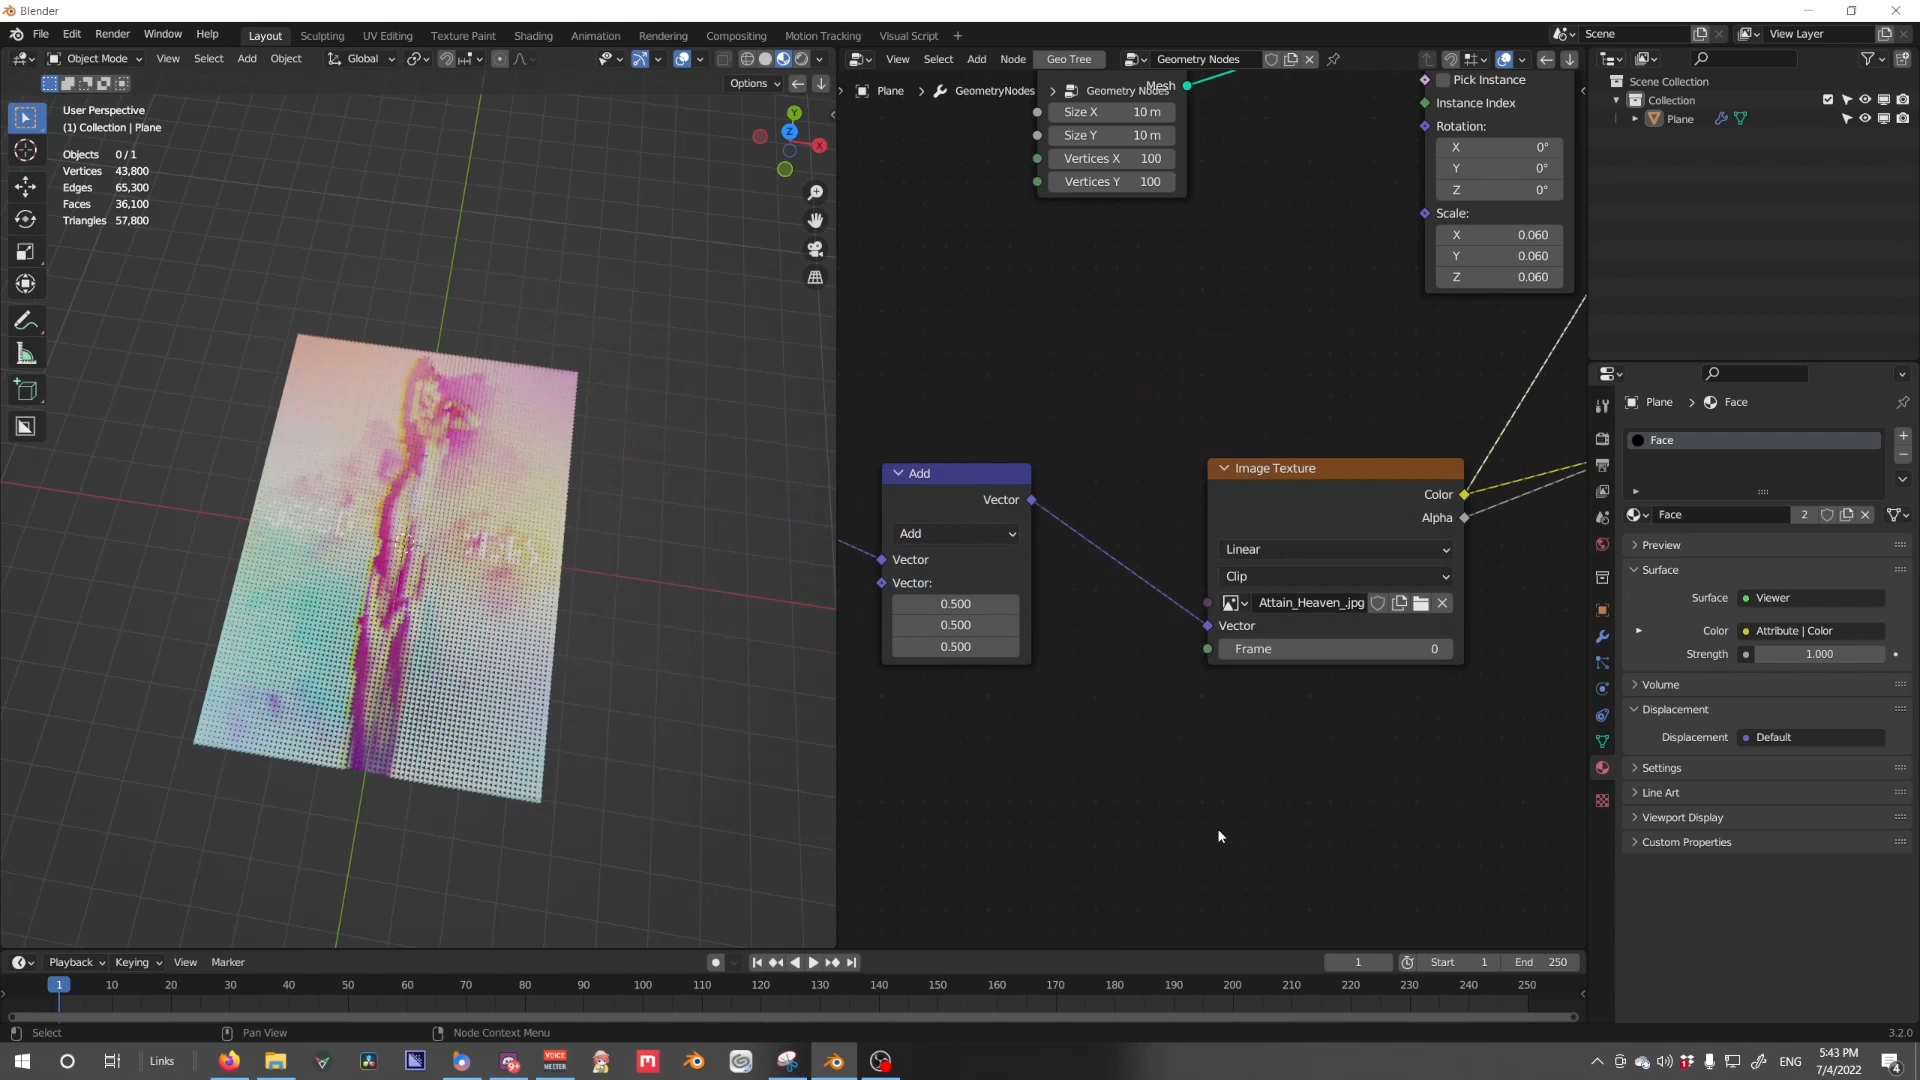 Blender
File Edit Render Window Help Layout Sculpting UV Editing Texture Paint Shading Animation Rendering Compositing Motion Tracking Visual Script + Scene View Layer
Object Mode View Select Add Object Global View Select Add Node Geo Tree Geometry Nodes
Options
User Perspective
(1) Collection | Plane
Objects 0 / 1
Vertices 43,800
Edges 65,300
Faces 36,100
Triangles 57,800
Y
Z
X
Plane GeometryNodes Geometry Nodes
Mesh
Size X 10 m
Size Y 10 m
Vertices X 100
Vertices Y 100
Pick Instance
Instance Index
Rotation:
X 0°
Y 0°
Z 0°
Scale:
X 0.060
Y 0.060
Z 0.060
Add
Vector
Add
Vector
Vector:
0.500
0.500
0.500
Image Texture
Color
Alpha
Linear
Clip
Attain_Heaven_.jpg
Vector
Frame 0
Scene Collection
Collection
Plane
Plane > Face
Face
Face 2
Preview
Surface
Surface Viewer
Color Attribute | Color
Strength 1.000
Volume
Displacement
Displacement Default
Settings
Line Art
Viewport Display
Custom Properties
Playback Keying View Marker 1 Start 1 End 250
1 10 20 30 40 50 60 70 80 90 100 110 120 130 140 150 160 170 180 190 200 210 220 230 240 250
Select Pan View Node Context Menu 3.2.0
Links VOICE MEETER 9+ ENG 5:43 PM
7/4/2022 4